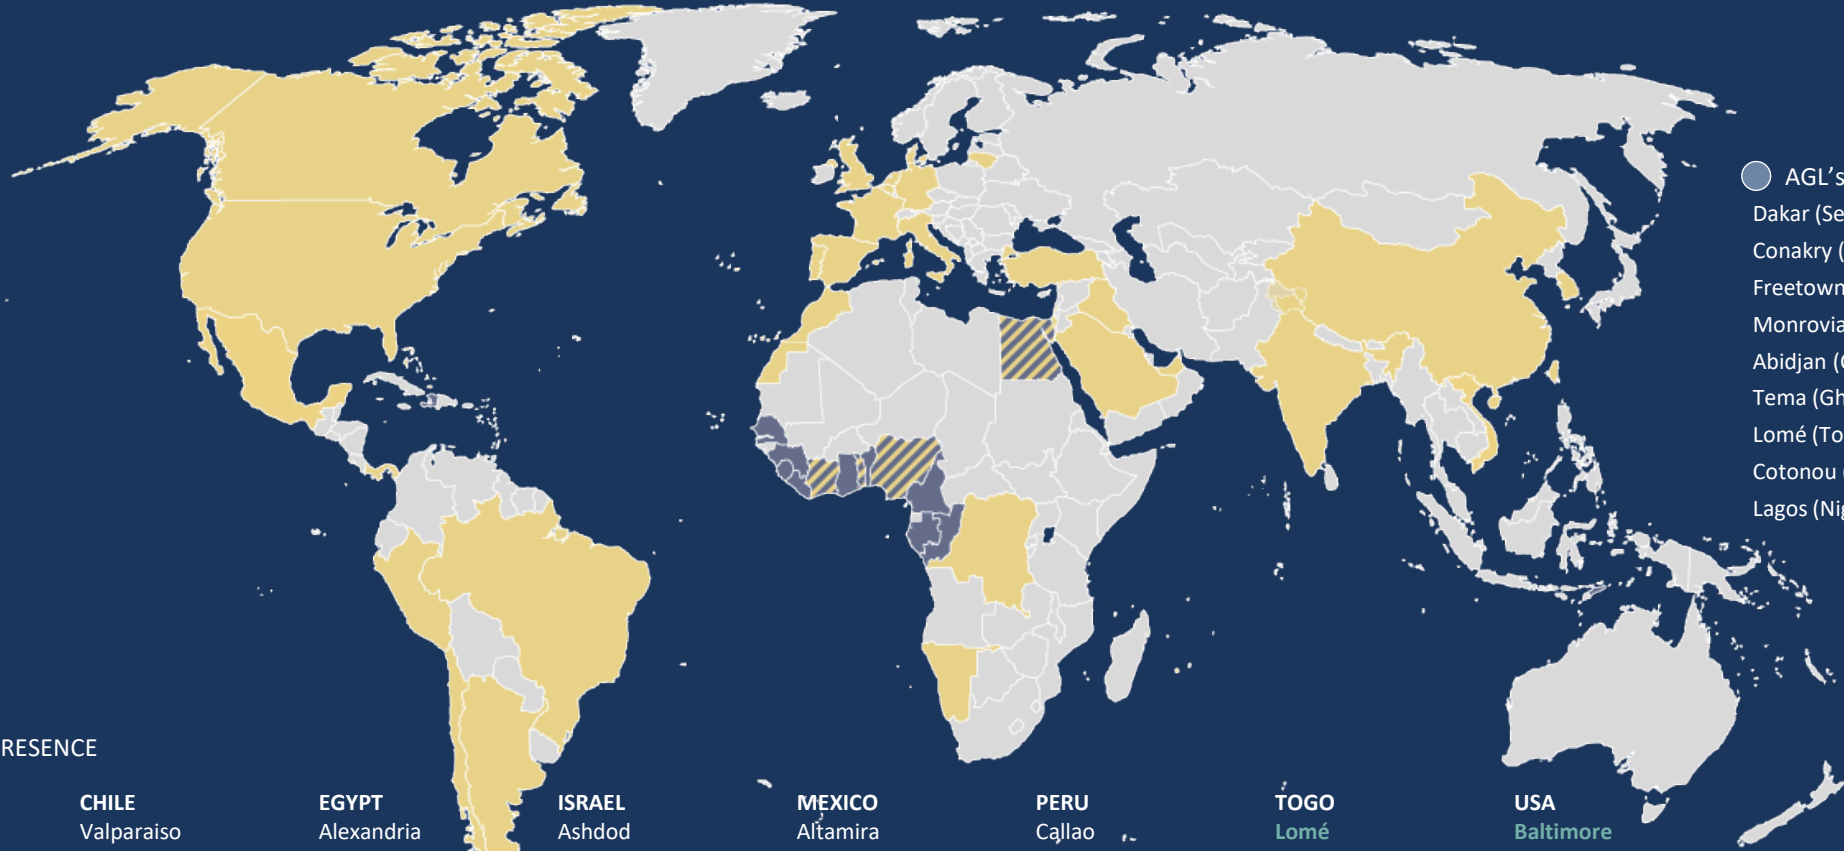 AGL's
Dakar (Se
Conakry (
Freetown
Monrovia
Abidjan (
Tema (Gh
Lomé (To
Cotonou
Lagos (Nig
RESENCE
CHILE EGYPT ISRAEL MEXICO PERU TOGO USA
Valparaiso Alexandria Ashdod Altamira Callao Lomé Baltimore